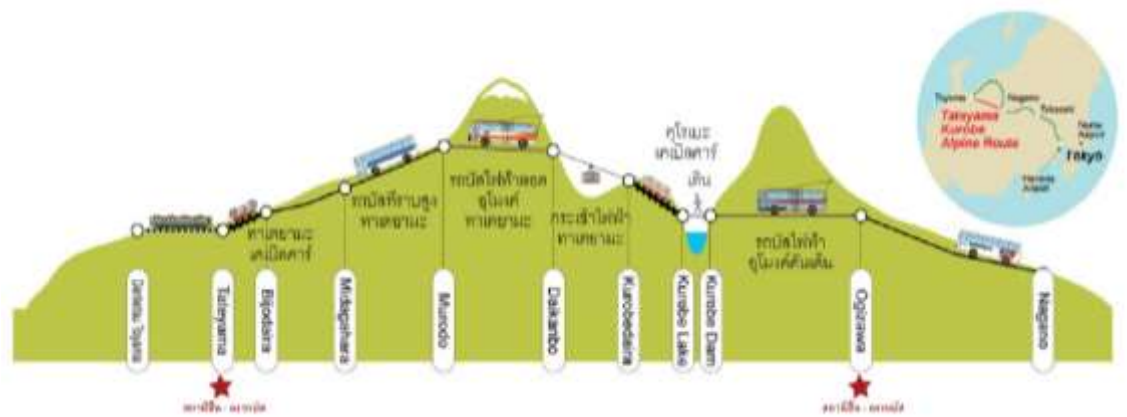 Toyama
Nagano
Takasaki
Tateyama
Kurobe
Alpine Route
Narita
Airport
Tokyo
Haneda
Airport
คุโรเบะ
เคเบิลคาร์
เดิน
รถบัสที่ราบสูง
ทาเตยามะ
รถบัสไฟฟ้าลอด
อุโมงค์
ทาเตยามะ
กระเช้าไฟฟ้า
ทาเตยามะ
ทาเตยามะ
เคเบิลคาร์
รถบัสไฟฟ้า
อุโมงค์คันเด็น
Dentetsu Toyama
Tateyama
Bijodaira
Midagahara
Murodo
Daikanbo
Kurobedaira
Kurobe Lake
Kurobe Dam
Ogizawa
Nagano